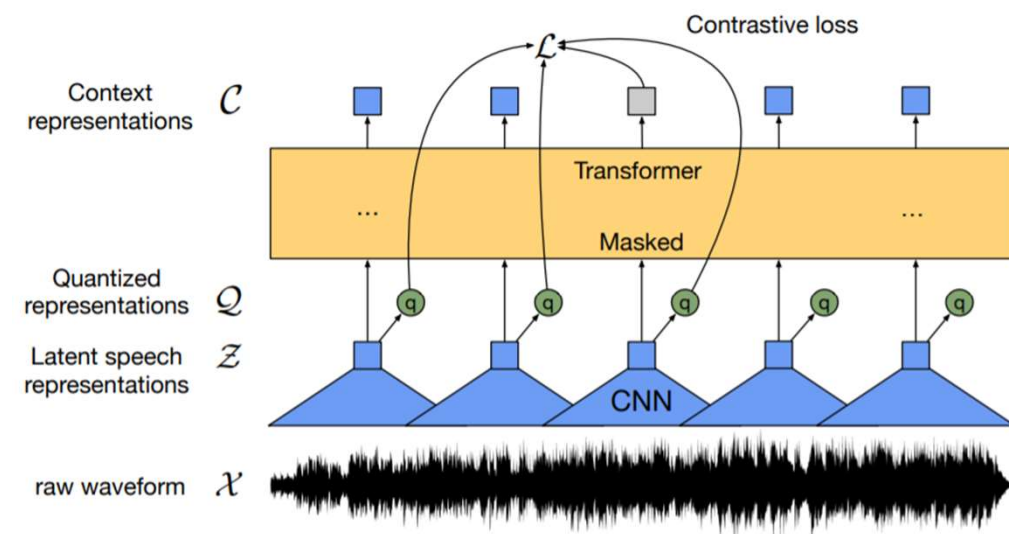 Contrastive loss
ℒ
Context
representations 𝒞
Transformer
... ...
Masked
Quantized
representations 𝒬
q q q q q
Latent speech
representations 𝒵
CNN
raw waveform 𝒳